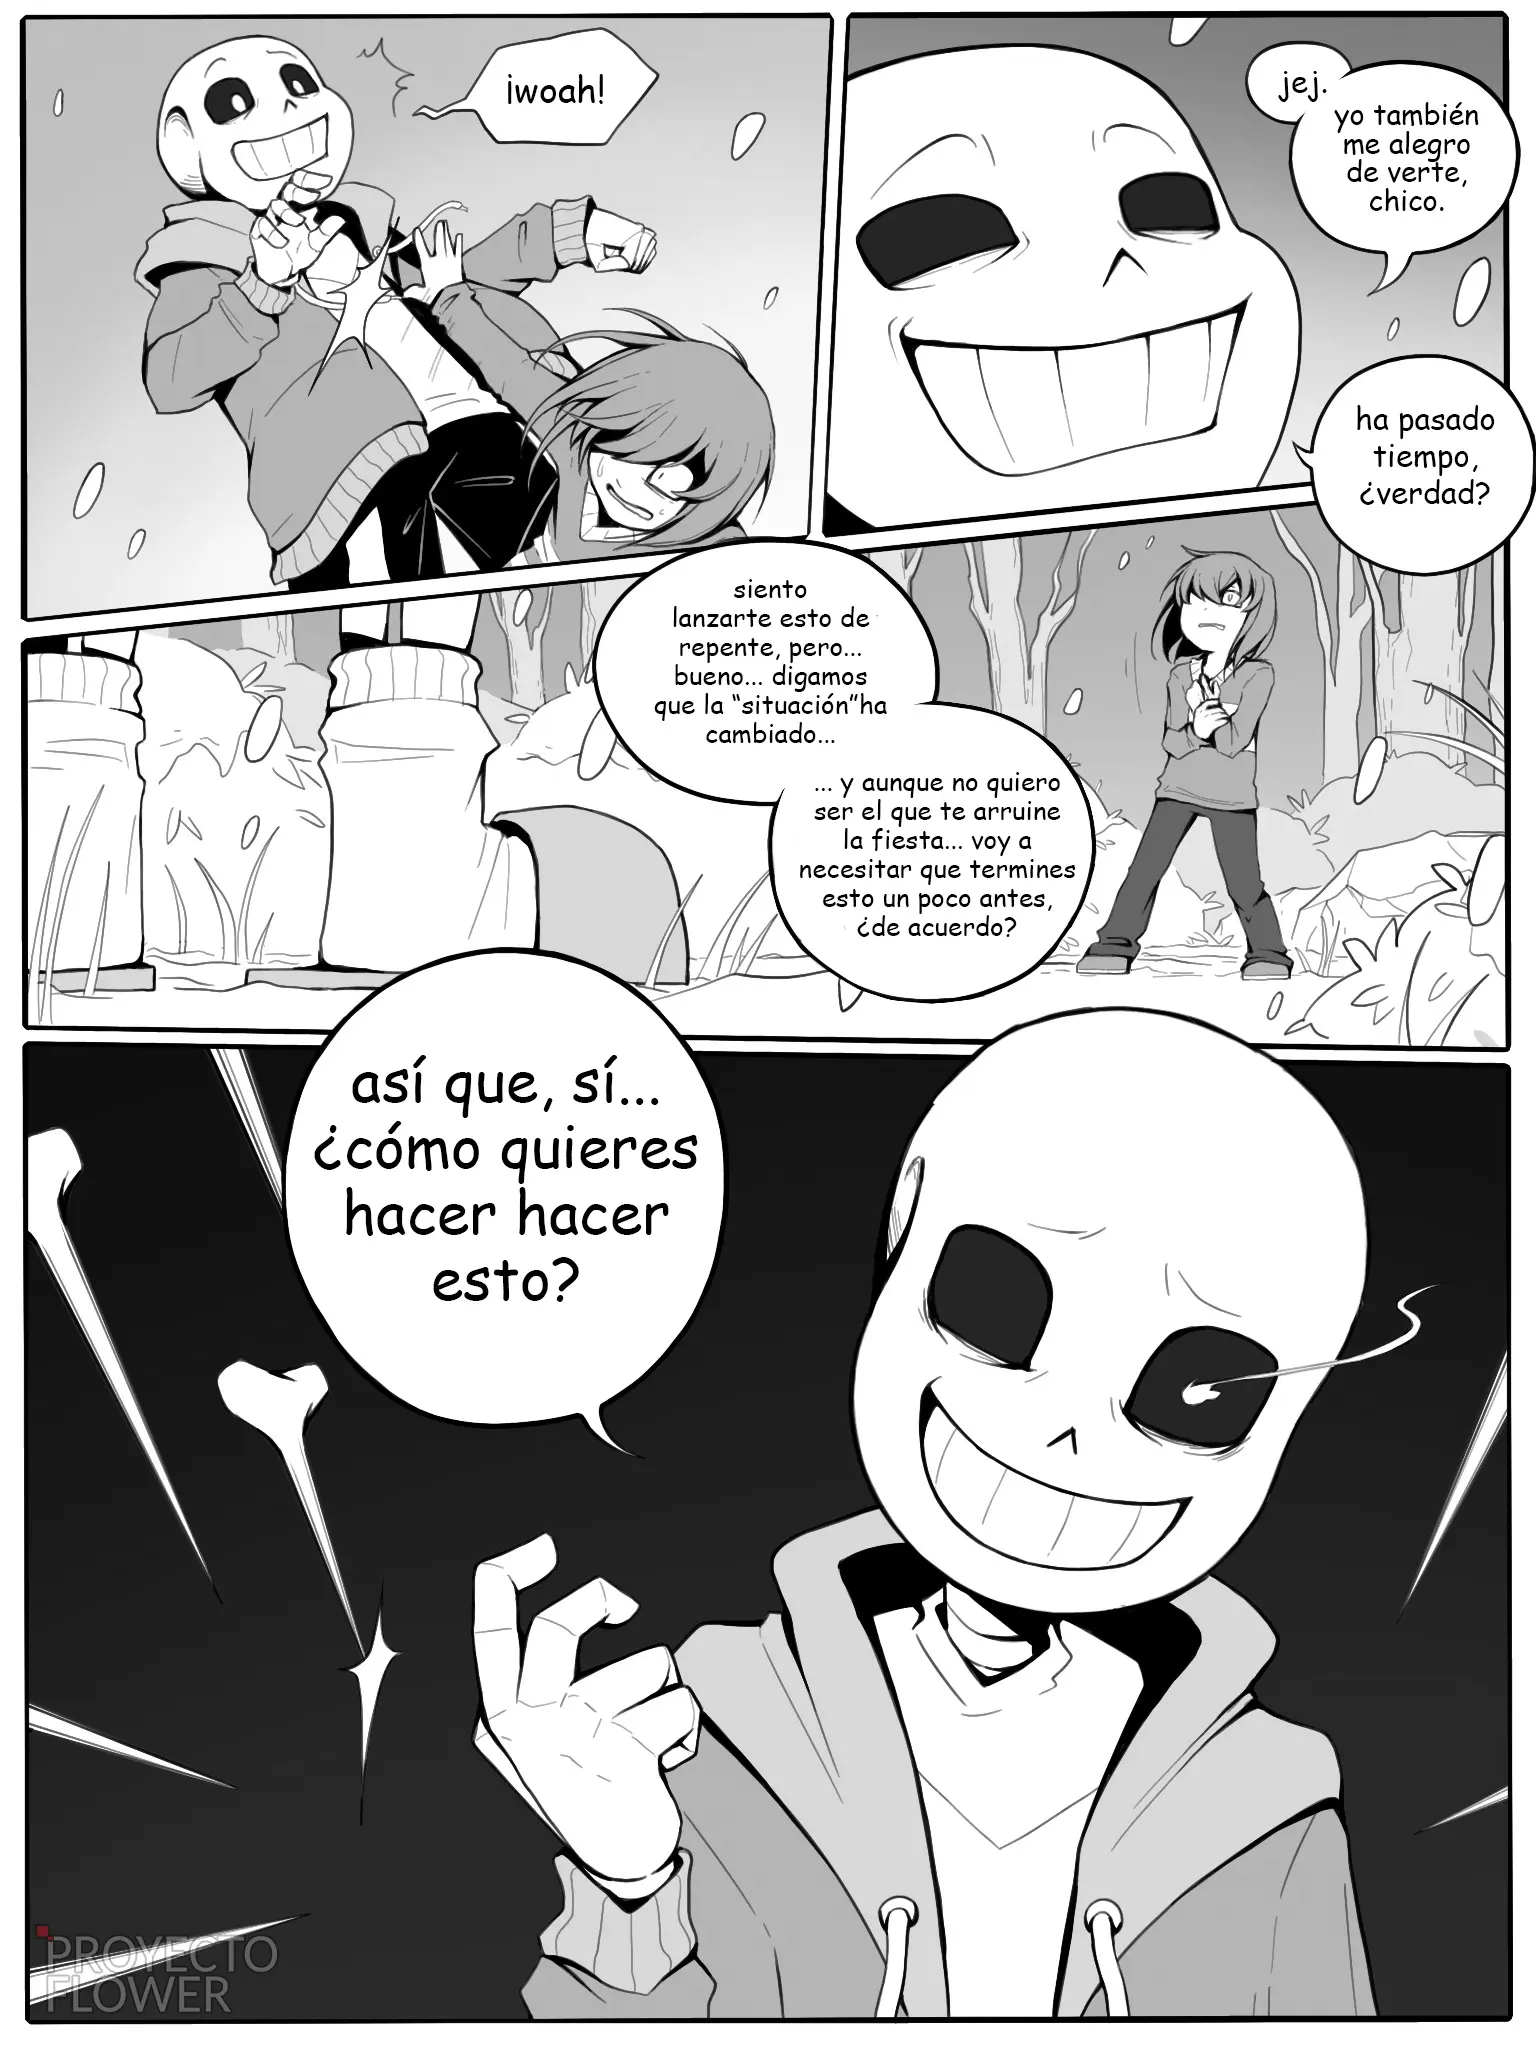 ¡woah!
jej.
yo también
me alegro
de verte,
chico.
ha pasado
tiempo,
¿verdad?
siento
lanzarte esto de
repente, pero...
bueno... digamos
que la “situación”ha
cambiado...
... y aunque no quiero
ser el que te arruine
la fiesta... voy a
necesitar que termines
esto un poco antes,
¿de acuerdo?
así que, sí...
¿cómo quieres
hacer hacer
esto?
PROYECTO
FLOWER